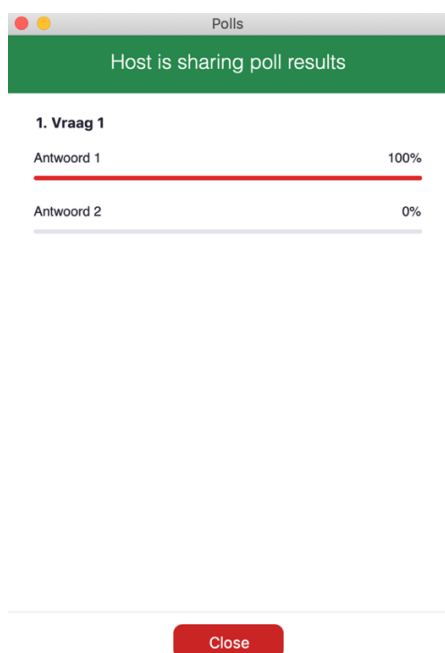 Polls
Host is sharing poll results
1. Vraag 1
Antwoord 1 100%
Antwoord 2 0%
Close